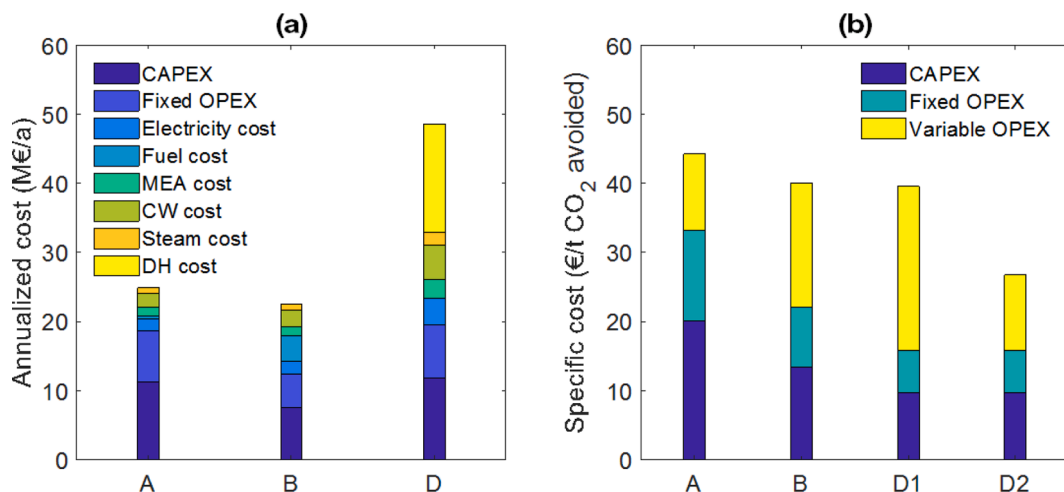 (a)
Annualized cost (M€/a)
60
50
40
30
20
10
0
CAPEX
Fixed OPEX
Electricity cost
Fuel cost
MEA cost
CW cost
Steam cost
DH cost
A
B
D
(b)
Specific cost (€/t CO₂ avoided)
60
50
40
30
20
10
0
CAPEX
Fixed OPEX
Variable OPEX
A
B
D1
D2